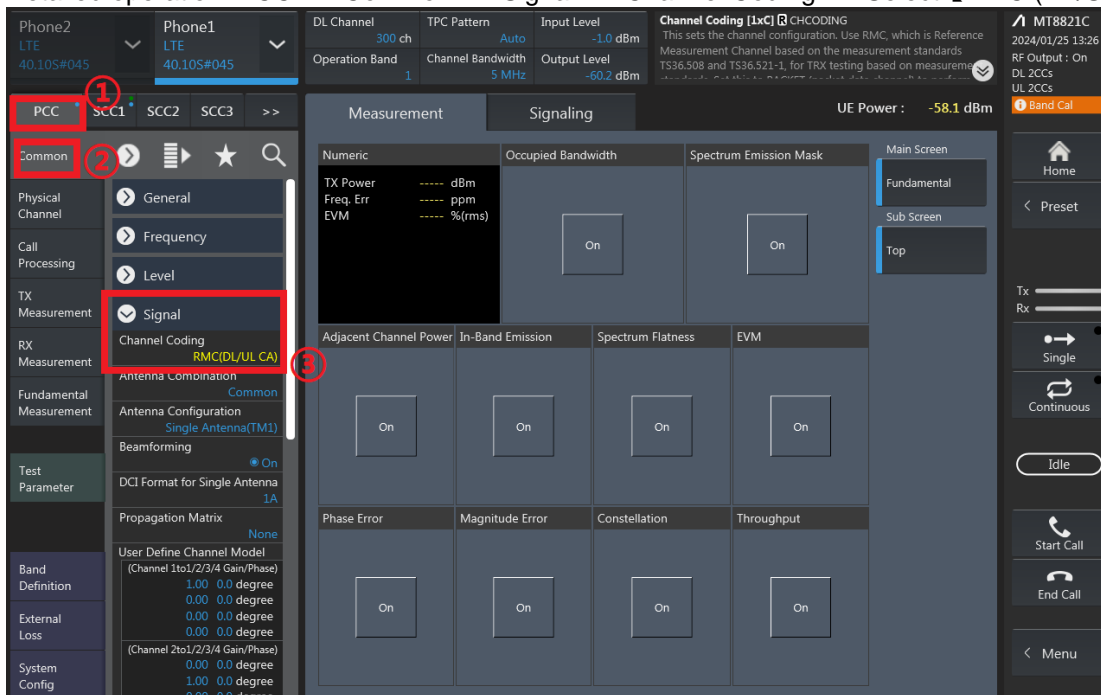 Phone2
LTE
40.10S#045
Phone1
LTE
40.10S#045
DL Channel
300 ch
TPC Pattern
Auto
Input Level
-1.0 dBm
Operation Band
1
Channel Bandwidth
5 MHz
Output Level
-60.2 dBm
Channel Coding [1xC] R CHCODING
This sets the channel configuration. Use RMC, which is Reference
Measurement Channel based on the measurement standards
TS36.508 and TS36.521-1, for TRX testing based on measureme
MT8821C
2024/01/25 13:26
RF Output : On
DL 2CCs
UL 2CCs
Band Cal
①
PCC
SCC1
SCC2
SCC3
>>
Measurement
Signaling
UE Power : -58.1 dBm
Common
②
Physical
Channel
Call
Processing
TX
Measurement
RX
Measurement
Fundamental
Measurement
Test
Parameter
Band
Definition
External
Loss
System
Config
General
Frequency
Level
Signal
Channel Coding
RMC(DL/UL CA)
③
Antenna Combination
Common
Antenna Configuration
Single Antenna(TM1)
Beamforming
On
DCI Format for Single Antenna
1A
Propagation Matrix
None
User Define Channel Model
(Channel 1to1/2/3/4 Gain/Phase)
1.00 0.0 degree
0.00 0.0 degree
0.00 0.0 degree
0.00 0.0 degree
(Channel 2to1/2/3/4 Gain/Phase)
0.00 0.0 degree
1.00 0.0 degree
Numeric
TX Power ----- dBm
Freq. Err ----- ppm
EVM ----- %(rms)
Occupied Bandwidth
On
Spectrum Emission Mask
On
Main Screen
Fundamental
Sub Screen
Top
Adjacent Channel Power
On
In-Band Emission
On
Spectrum Flatness
On
EVM
On
Phase Error
On
Magnitude Error
On
Constellation
On
Throughput
On
Home
< Preset
Tx
Rx
Single
Continuous
Idle
Start Call
End Call
< Menu